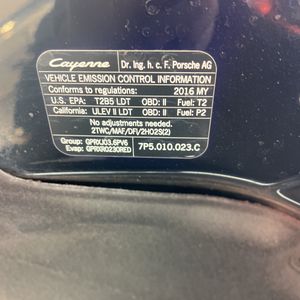 Cayenne Dr. Ing. h. c. F. Porsche AG
VEHICLE EMISSION CONTROL INFORMATION
Conforms to regulations: 2016 MY
U.S. EPA: T2B5 LDT OBD: II Fuel: T2
California: ULEV II LDT OBD: II Fuel: P2
No adjustments needed.
2TWC/MAF/DFI/2HO2S(2)
Group: GPRXJ03.6PV6
Evap: GPRXR0230RED 7P5.010.023.C